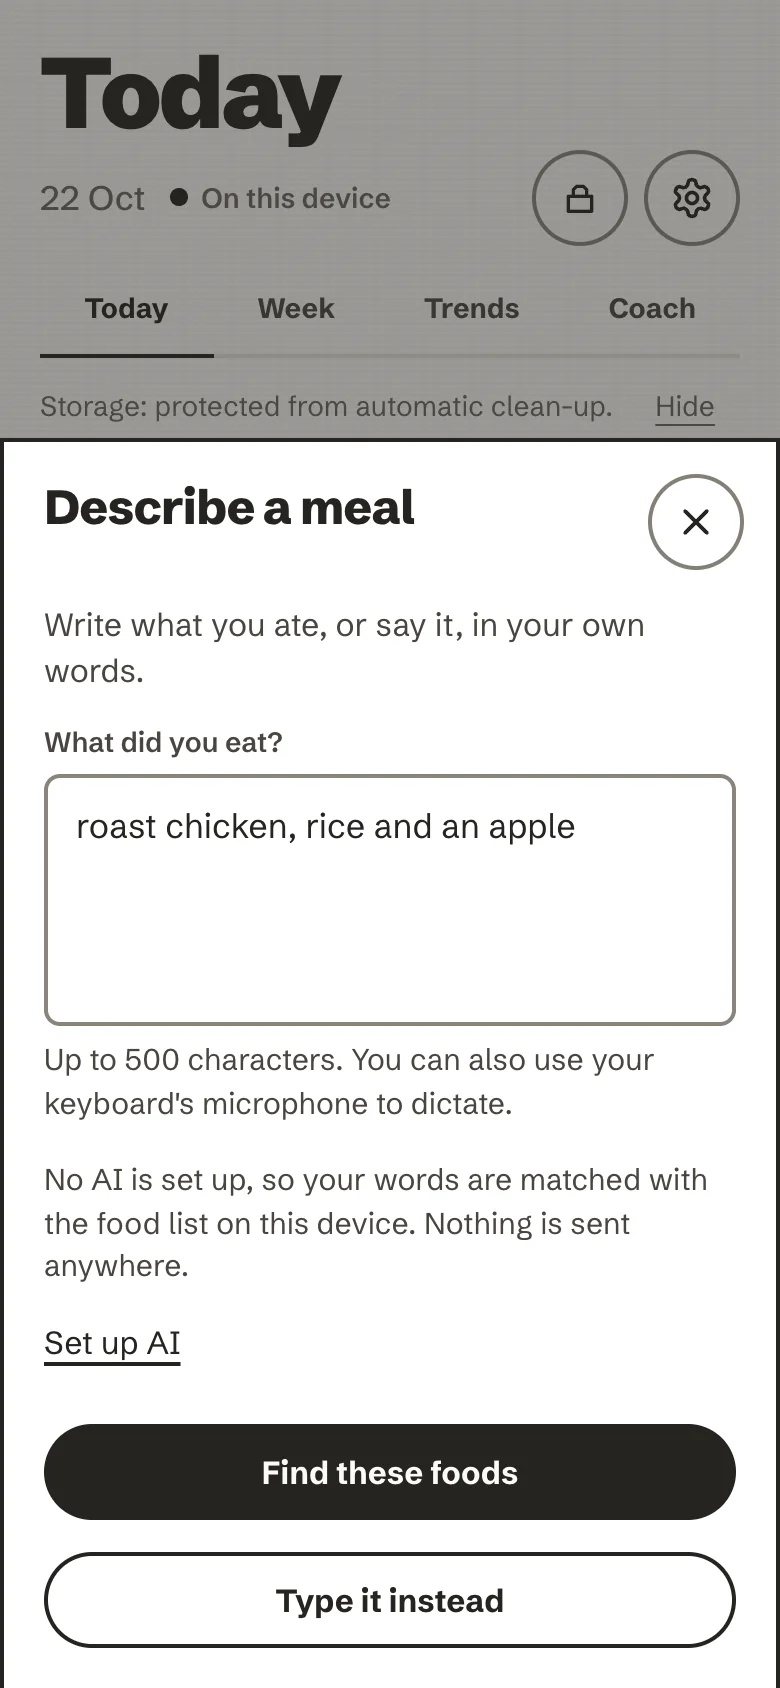 Today
22 Oct
On this device
Today
Week
Trends
Coach
Storage: protected from automatic clean-up.
Hide
Describe a meal
Write what you ate, or say it, in your own
words.
What did you eat?
roast chicken, rice and an apple
Up to 500 characters. You can also use your
keyboard's microphone to dictate.
No AI is set up, so your words are matched with
the food list on this device. Nothing is sent
anywhere.
Set up AI
Find these foods
Type it instead